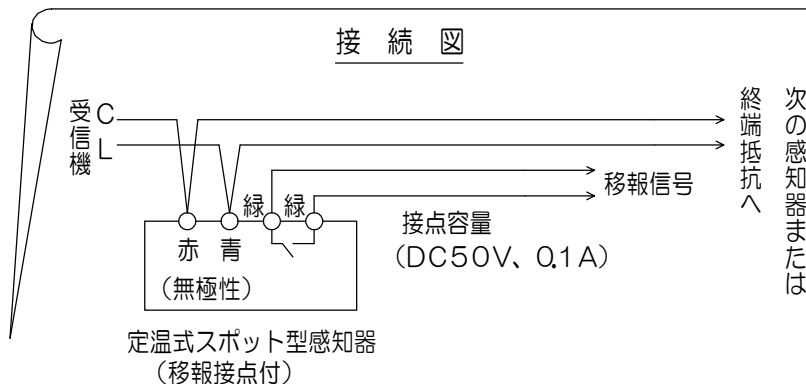 接続図
受信機
C
L
次の感知器または
終端抵抗へ
移報信号
緑 緑
赤 青
(無極性)
接点容量
(DC50V、0.1A)
定温式スポット型感知器
(移報接点付)